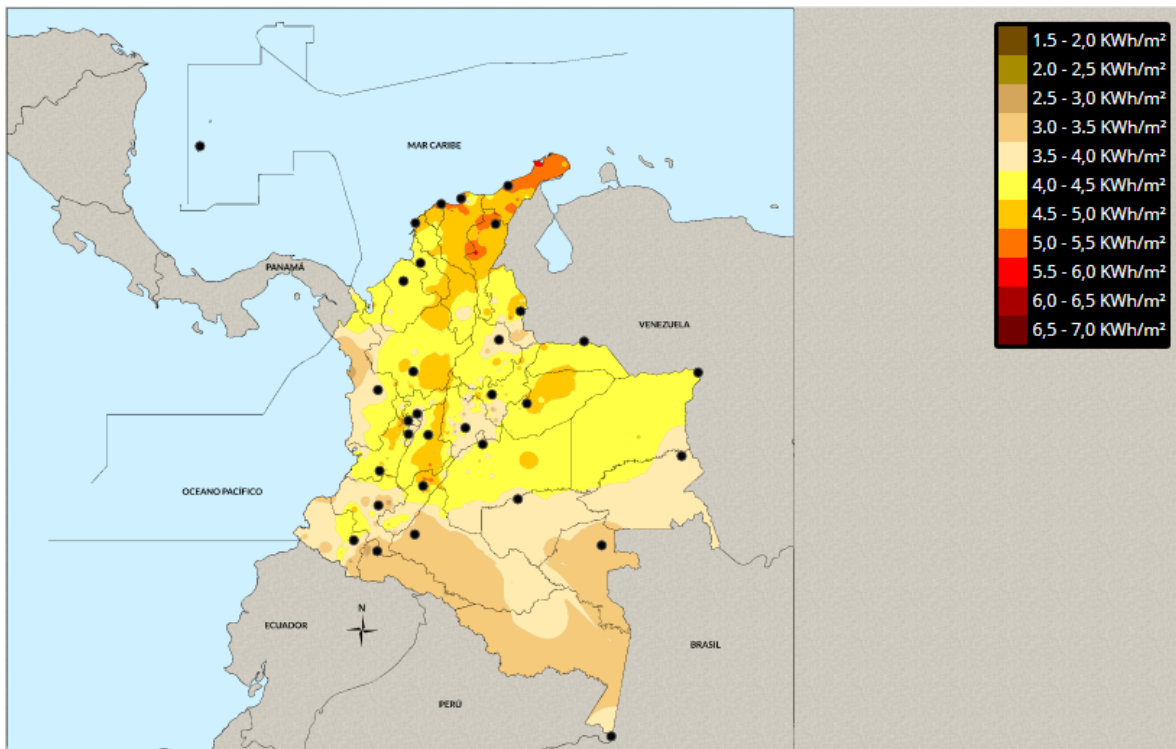 1.5 - 2,0 KWh/m²
2.0 - 2,5 KWh/m²
2.5 - 3,0 KWh/m²
3.0 - 3.5 KWh/m²
3.5 - 4,0 KWh/m²
4,0 - 4,5 KWh/m²
4.5 - 5,0 KWh/m²
5,0 - 5,5 KWh/m²
5.5 - 6,0 KWh/m²
6,0 - 6,5 KWh/m²
6,5 - 7,0 KWh/m²
MAR CARIBE
PANAMÁ
VENEZUELA
OCEANO PACÍFICO
N
ECUADOR
BRASIL
PERÚ